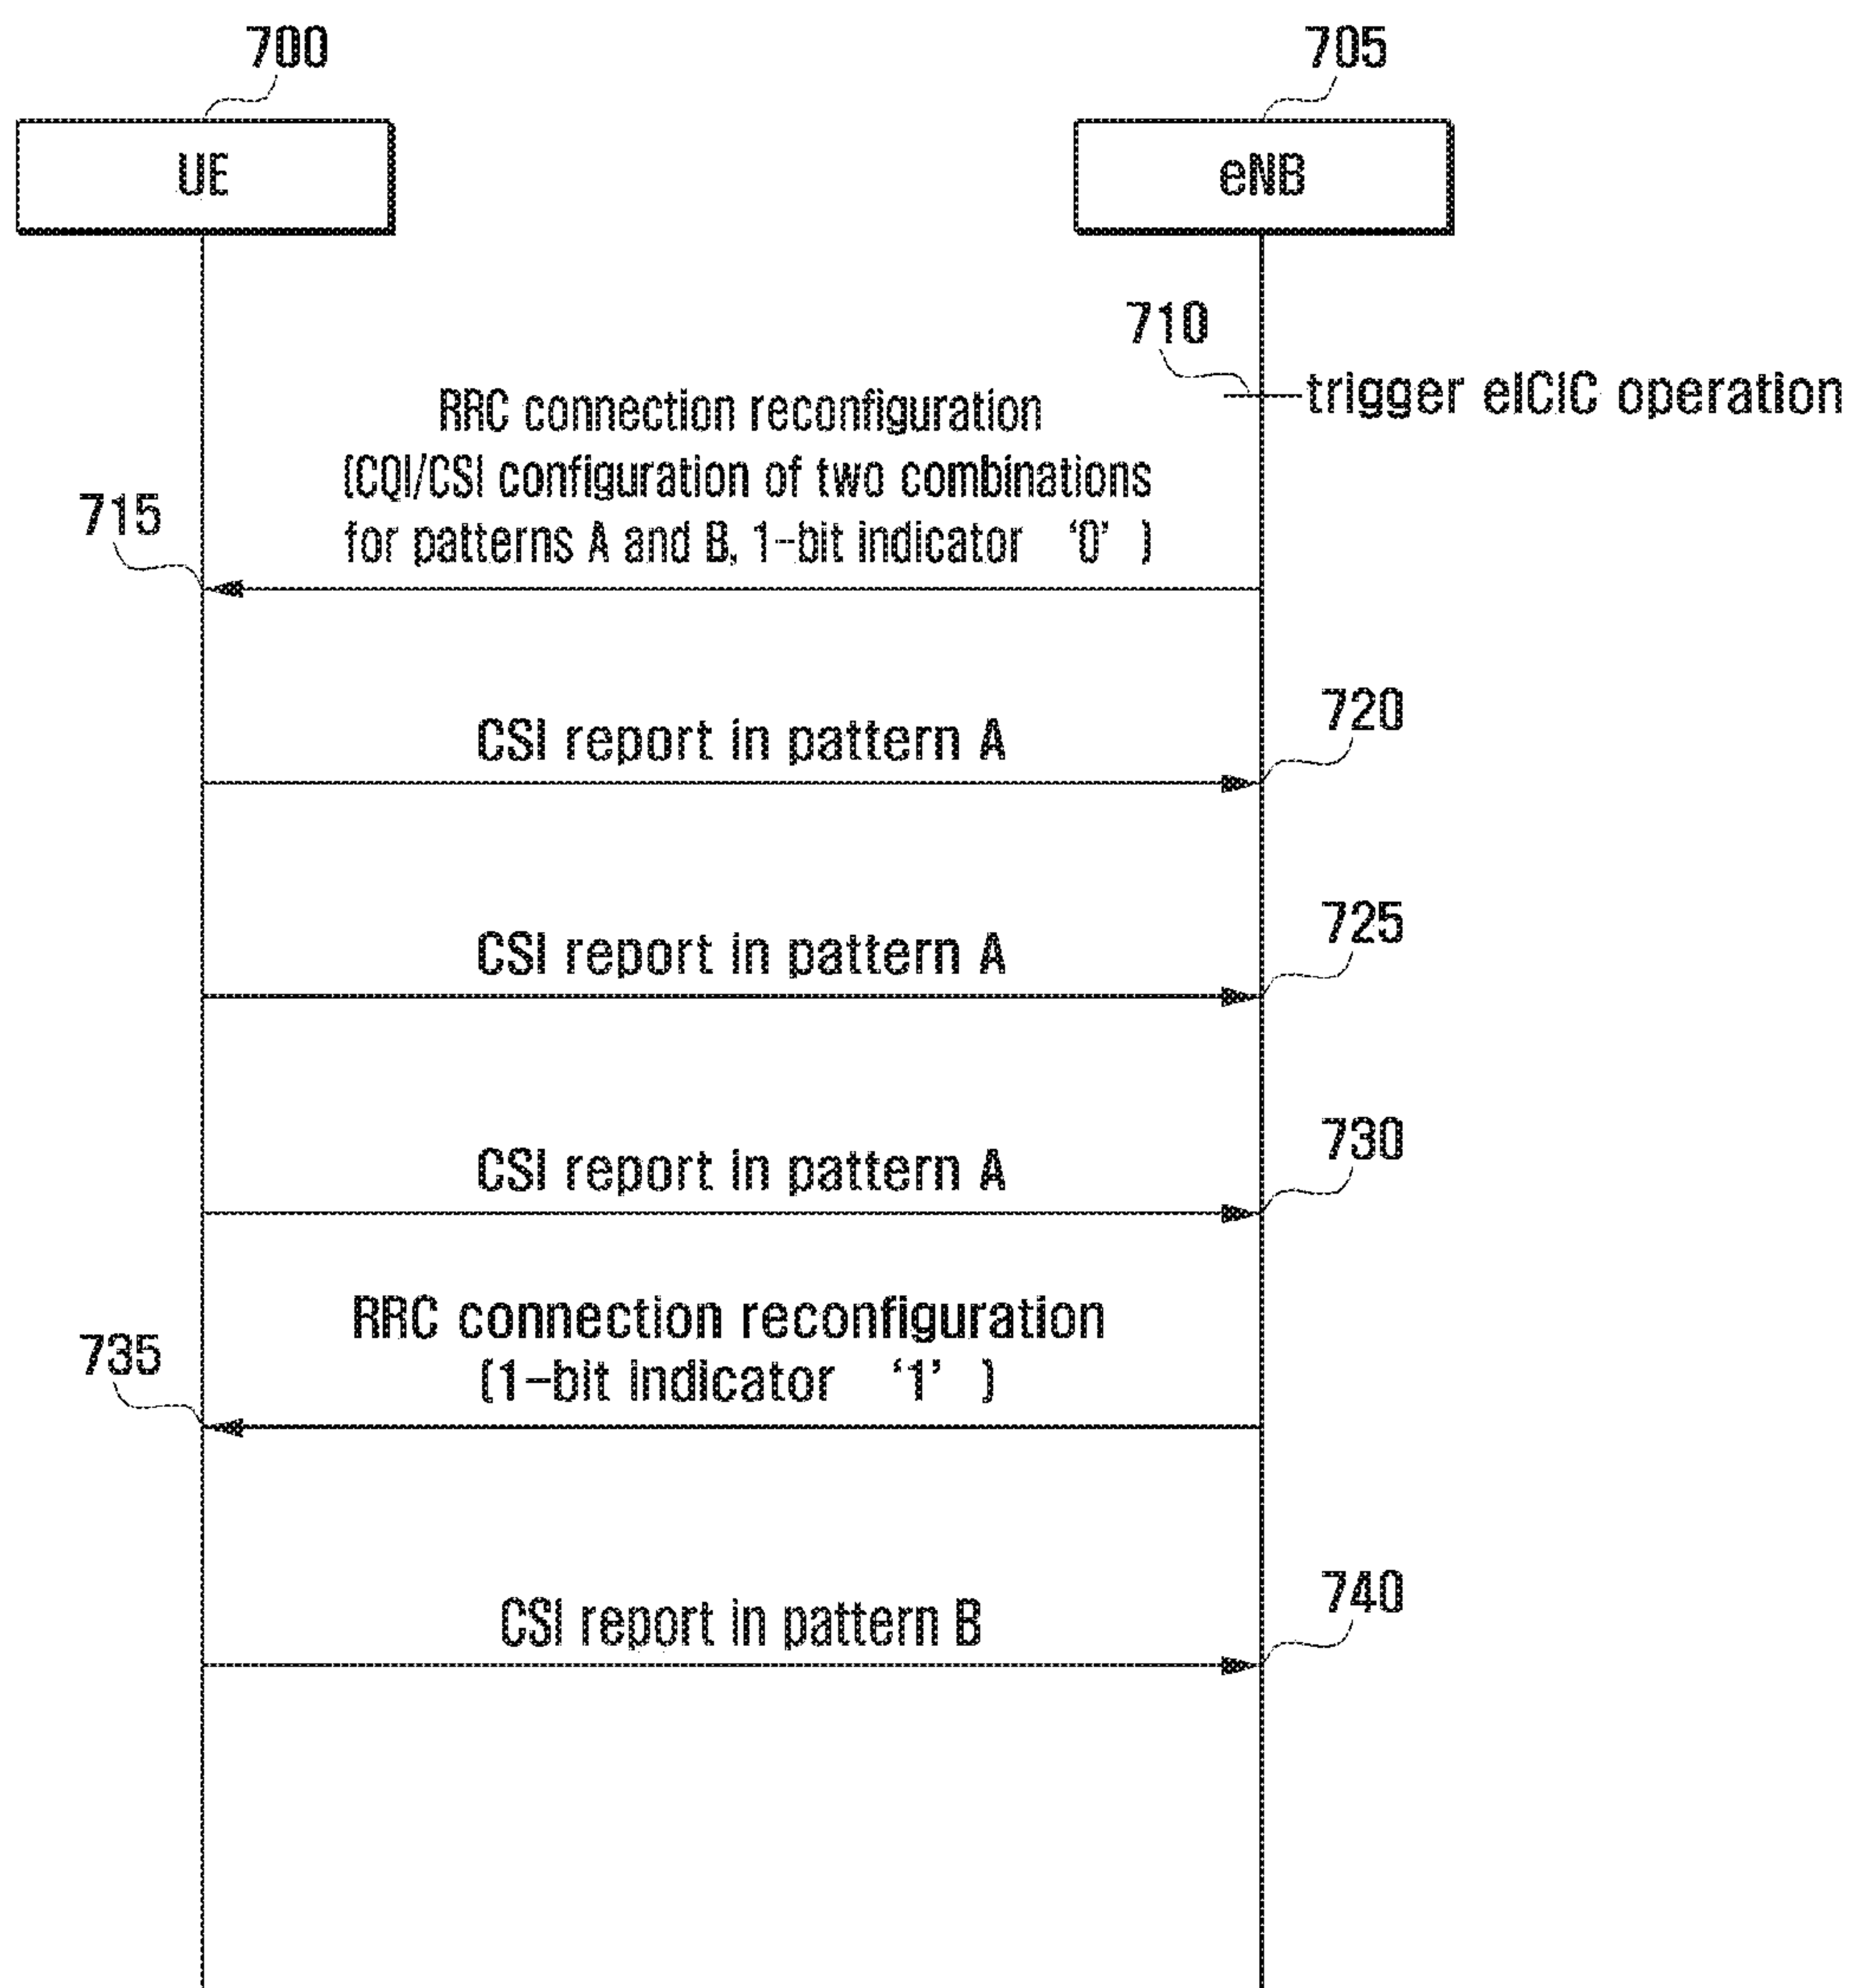 700
705
UE
eNB
710
trigger eICIC operation
RRC connection reconfiguration
(CQI/CSI configuration of two combinations
for patterns A and B, 1-bit indicator ‘0’ )
715
720
CSI report in pattern A
725
CSI report in pattern A
730
CSI report in pattern A
RRC connection reconfiguration
(1-bit indicator ‘1’ )
735
740
CSI report in pattern B